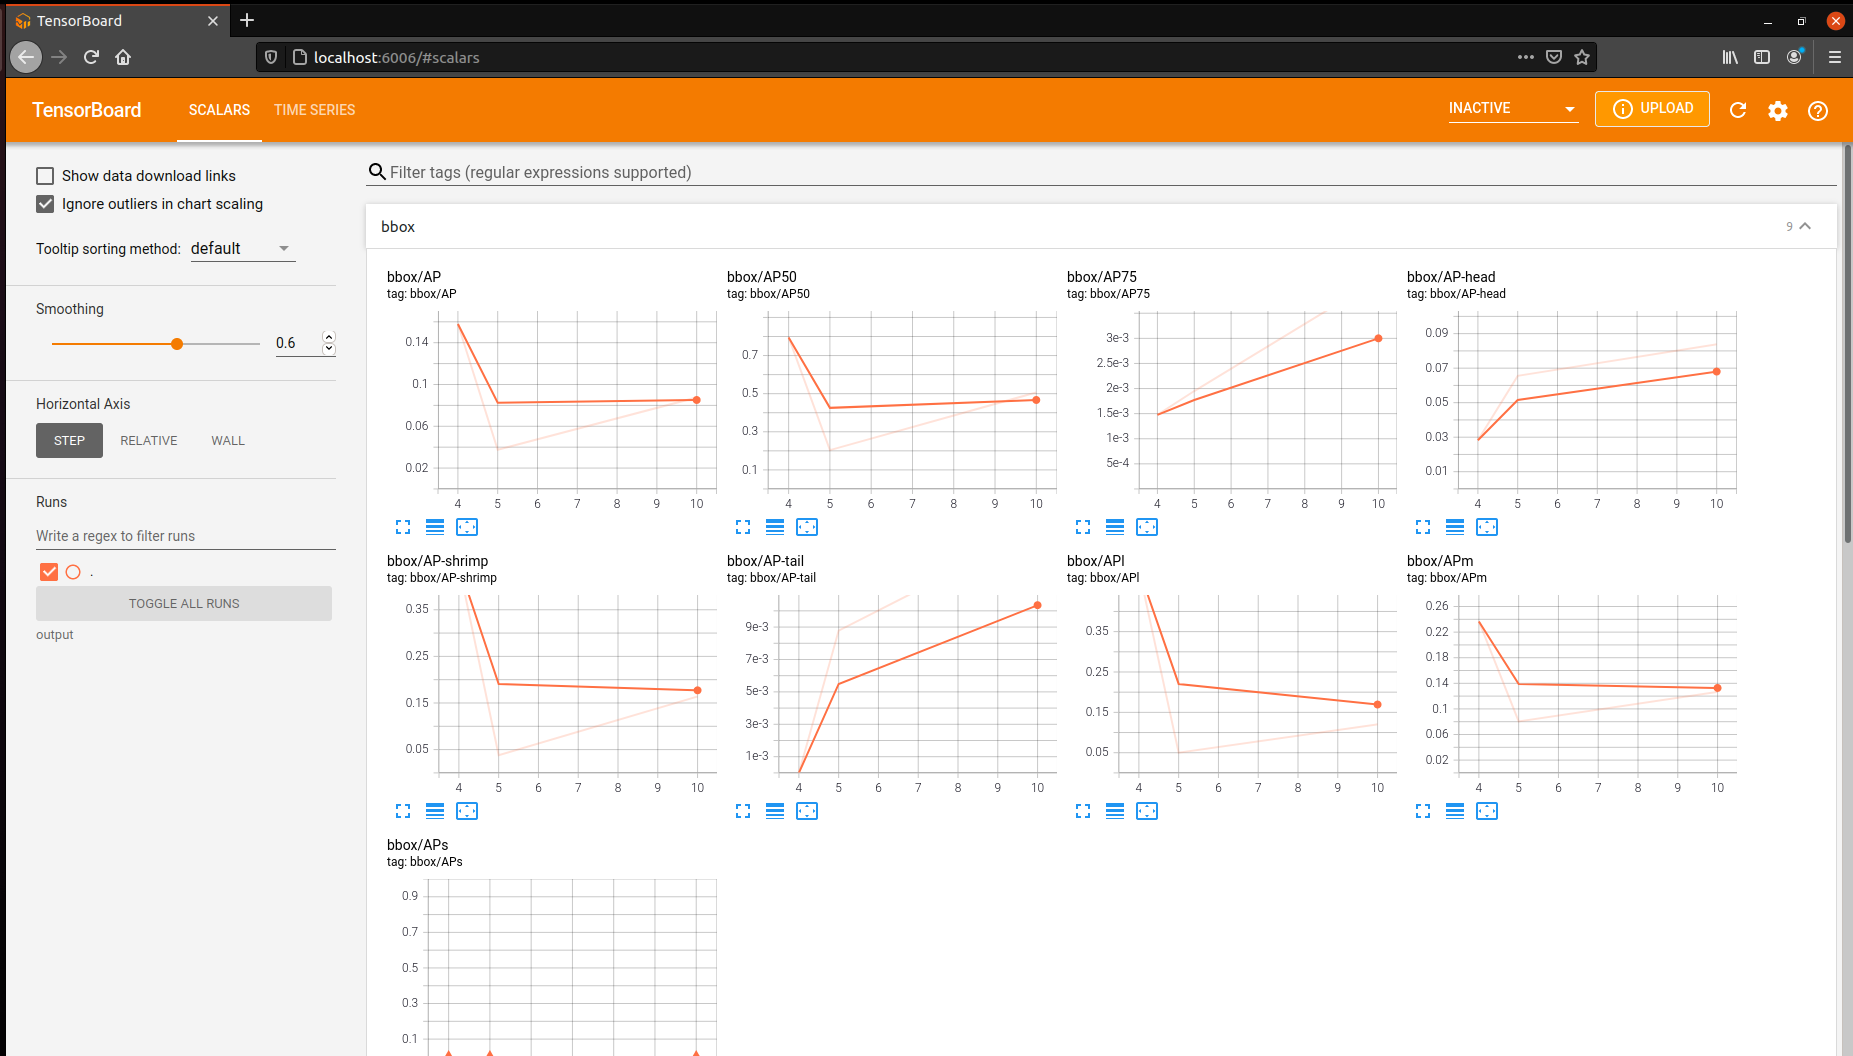 TensorBoard
localhost:6006/#scalars
TensorBoard SCALARS TIME SERIES INACTIVE UPLOAD
Show data download links
Ignore outliers in chart scaling
Tooltip sorting method: default
Smoothing
0.6
Horizontal Axis
STEP RELATIVE WALL
Runs
Write a regex to filter runs
.
TOGGLE ALL RUNS
output
Filter tags (regular expressions supported)
bbox 9
bbox/AP
tag: bbox/AP
0.14
0.1
0.06
0.02
4 5 6 7 8 9 10
bbox/AP50
tag: bbox/AP50
0.7
0.5
0.3
0.1
4 5 6 7 8 9 10
bbox/AP75
tag: bbox/AP75
3e-3
2.5e-3
2e-3
1.5e-3
1e-3
5e-4
4 5 6 7 8 9 10
bbox/AP-head
tag: bbox/AP-head
0.09
0.07
0.05
0.03
0.01
4 5 6 7 8 9 10
bbox/AP-shrimp
tag: bbox/AP-shrimp
0.35
0.25
0.15
0.05
4 5 6 7 8 9 10
bbox/AP-tail
tag: bbox/AP-tail
9e-3
7e-3
5e-3
3e-3
1e-3
4 5 6 7 8 9 10
bbox/APl
tag: bbox/APl
0.35
0.25
0.15
0.05
4 5 6 7 8 9 10
bbox/APm
tag: bbox/APm
0.26
0.22
0.18
0.14
0.1
0.06
0.02
4 5 6 7 8 9 10
bbox/APs
tag: bbox/APs
0.9
0.7
0.5
0.3
0.1